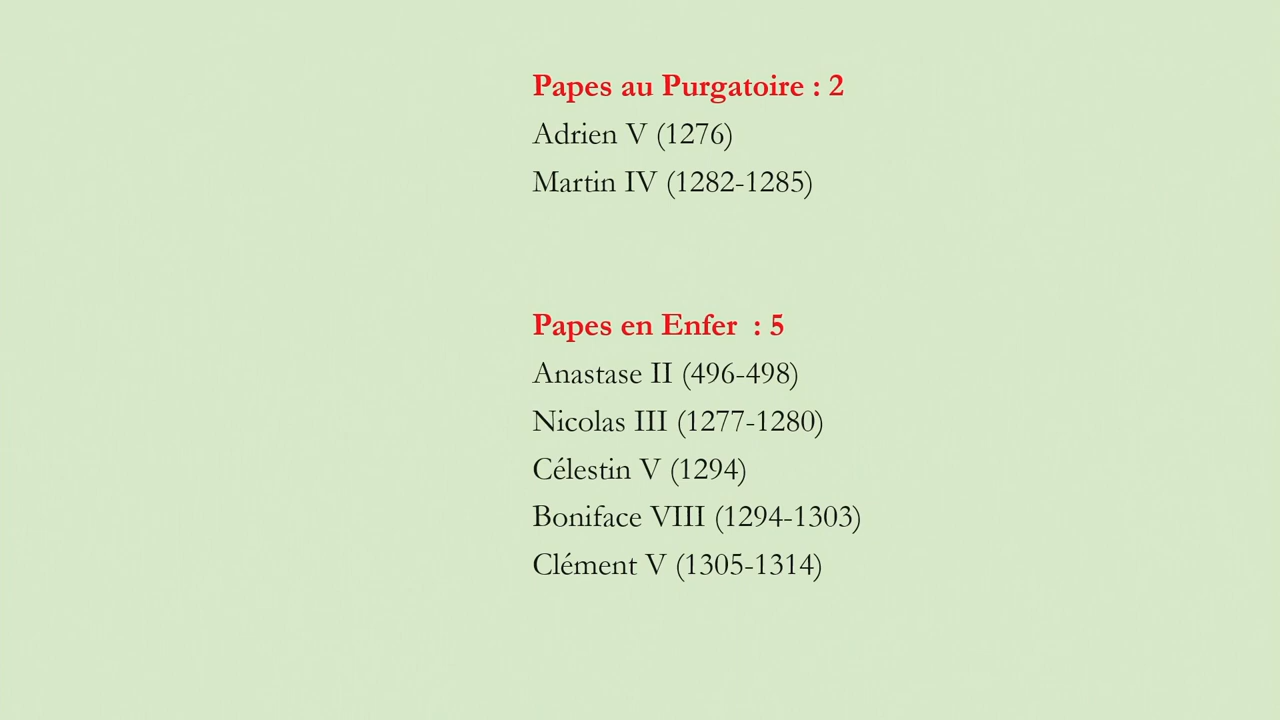 Papes au Purgatoire : 2
Adrien V (1276)
Martin IV (1282-1285)
Papes en Enfer  : 5
Anastase II (496-498)
Nicolas III (1277-1280)
Célestin V (1294)
Boniface VIII (1294-1303)
Clément V (1305-1314)